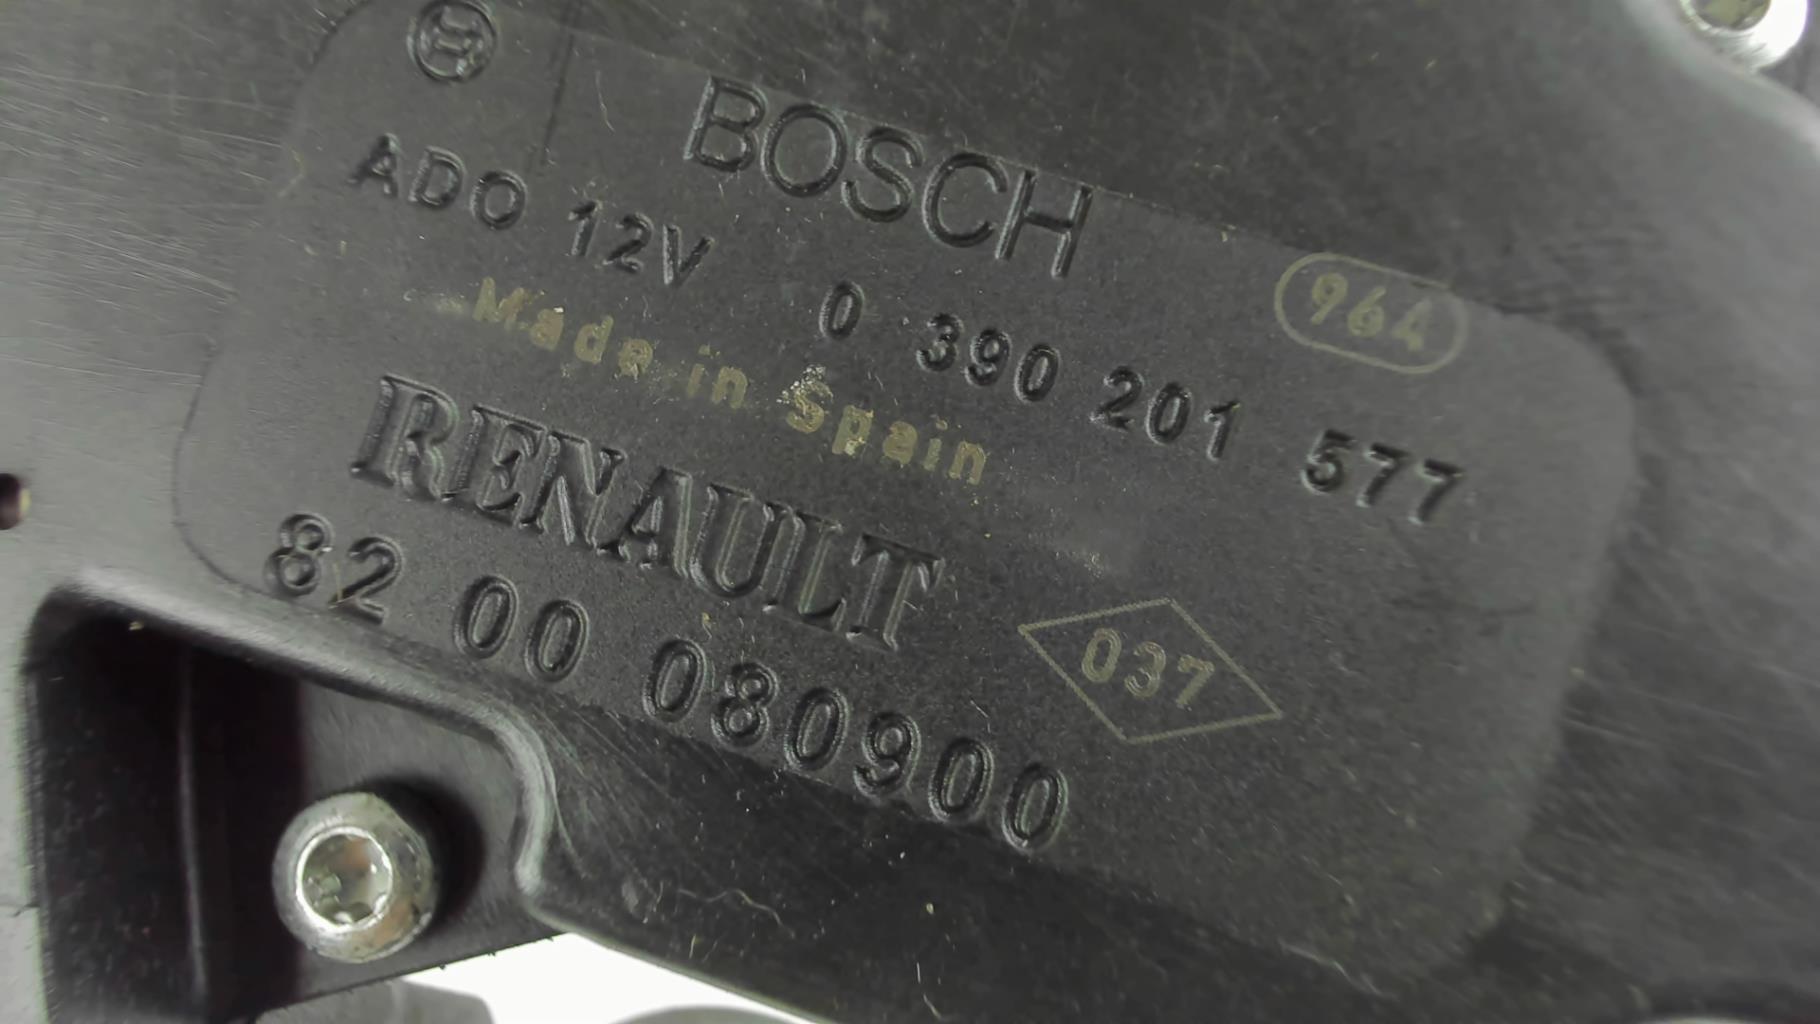 BOSCH
ADO 12V 0 390 201 577
964
Made in Spain
RENAULT
037
82 00 080900